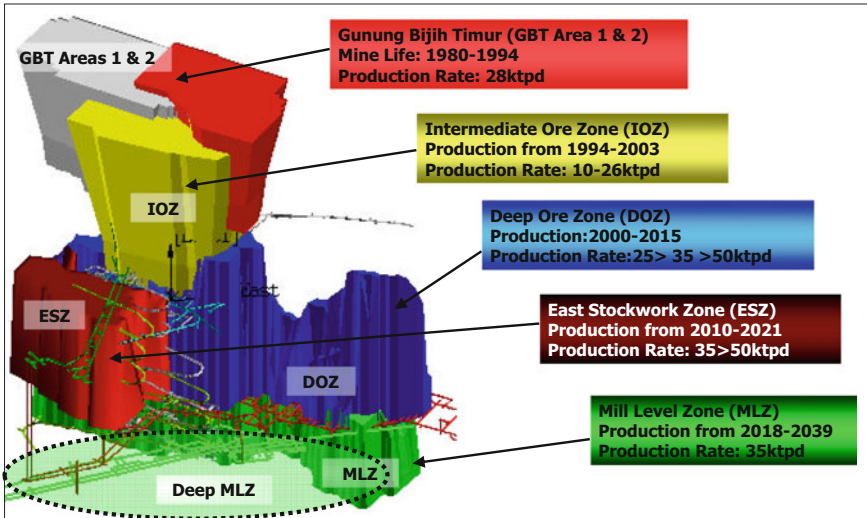 GBT Areas 1 & 2
Gunung Bijih Timur (GBT Area 1 & 2)
Mine Life: 1980-1994
Production Rate: 28ktpd
Intermediate Ore Zone (IOZ)
Production from 1994-2003
Production Rate: 10-26ktpd
IOZ
Deep Ore Zone (DOZ)
Production:2000-2015
Production Rate:25> 35 >50ktpd
East
ESZ
East Stockwork Zone (ESZ)
Production from 2010-2021
Production Rate: 35>50ktpd
DOZ
Mill Level Zone (MLZ)
Production from 2018-2039
Production Rate: 35ktpd
MLZ
Deep MLZ